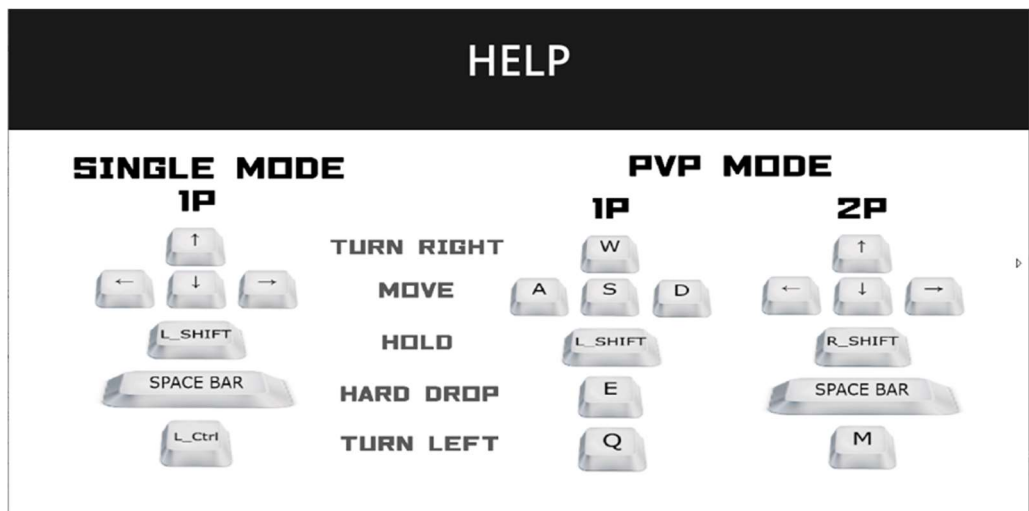 HELP
SINGLE MODE
1P
PVP MODE
1P
2P
↑ TURN RIGHT W ↑
← ↓ → MOVE A S D ← ↓ →
L_SHIFT HOLD L_SHIFT R_SHIFT
SPACE BAR HARD DROP E SPACE BAR
L_Ctrl TURN LEFT Q M